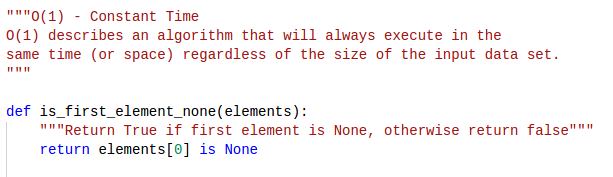 """O(1) - Constant Time
O(1) describes an algorithm that will always execute in the
same time (or space) regardless of the size of the input data set.
"""
def is_first_element_none(elements):
    """Return True if first element is None, otherwise return false"""
    return elements[0] is None